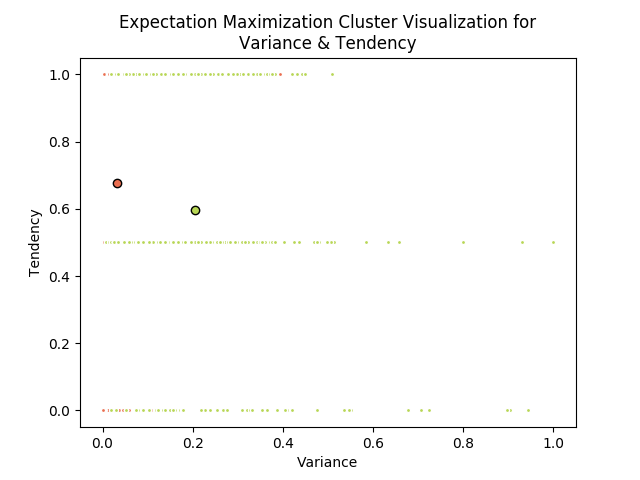 Expectation Maximization Cluster Visualization for
Variance & Tendency
1.0
0.8
0.6
0.4
0.2
0.0
Tendency
0.0 0.2 0.4 0.6 0.8 1.0
Variance